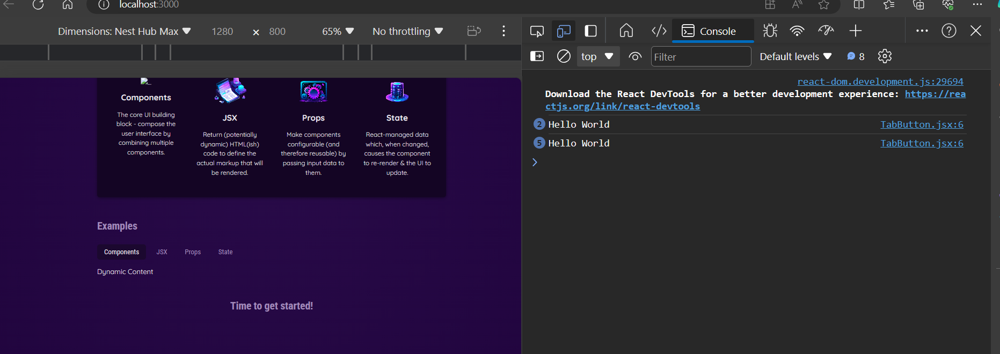 localhost:3000
Dimensions: Nest Hub Max 1280 × 800 65% No throttling
Components
The core UI building
block - compose the
user interface by
combining multiple
components.
JSX
Return (potentially
dynamic) HTML(ish)
code to define the
actual markup that will
be rendered.
Props
Make components
configurable (and
therefore reusable) by
passing input data to
them.
State
React-managed data
which, when changed,
causes the component
to re-render & the UI to
update.
Examples
Components JSX Props State
Dynamic Content
Time to get started!
Console
top Filter Default levels 8
react-dom.development.js:29694
Download the React DevTools for a better development experience: https://rea
ctjs.org/link/react-devtools
2 Hello World TabButton.jsx:6
5 Hello World TabButton.jsx:6